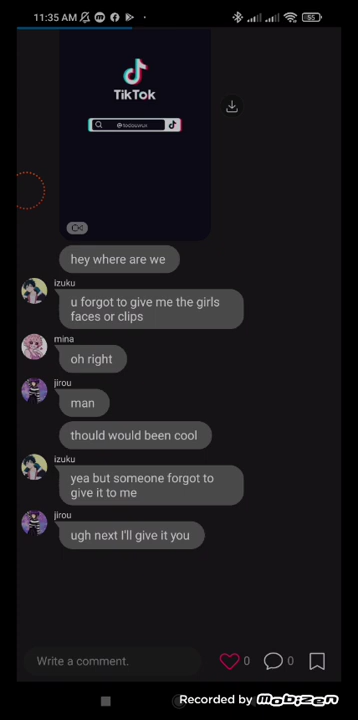 11:35 AM
55
TikTok
@todobowux
hey where are we
izuku
u forgot to give me the girls
faces or clips
mina
oh right
jirou
man
thould would been cool
izuku
yea but someone forgot to
give it to me
jirou
ugh next I'll give it you
Write a comment.
0
0
Recorded by Mobizen